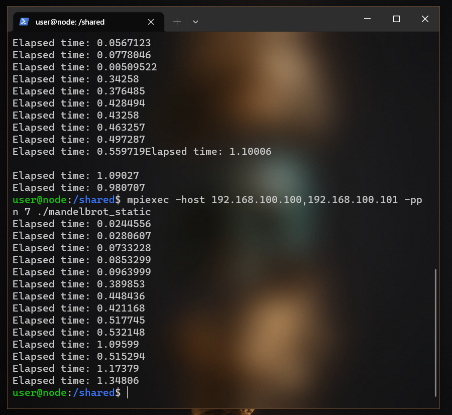 user@node: /shared
Elapsed time: 0.0567123
Elapsed time: 0.0778046
Elapsed time: 0.00509522
Elapsed time: 0.34258
Elapsed time: 0.376485
Elapsed time: 0.428494
Elapsed time: 0.43258
Elapsed time: 0.463257
Elapsed time: 0.497287
Elapsed time: 0.559719Elapsed time: 1.10006
Elapsed time: 1.09027
Elapsed time: 0.980707
user@node:/shared$ mpiexec -host 192.168.100.100,192.168.100.101 -pp
n 7 ./mandelbrot_static
Elapsed time: 0.0244556
Elapsed time: 0.0280607
Elapsed time: 0.0733228
Elapsed time: 0.0853299
Elapsed time: 0.0963999
Elapsed time: 0.389853
Elapsed time: 0.448436
Elapsed time: 0.421168
Elapsed time: 0.517745
Elapsed time: 0.532148
Elapsed time: 1.09599
Elapsed time: 0.515294
Elapsed time: 1.17379
Elapsed time: 1.34806
user@node:/shared$